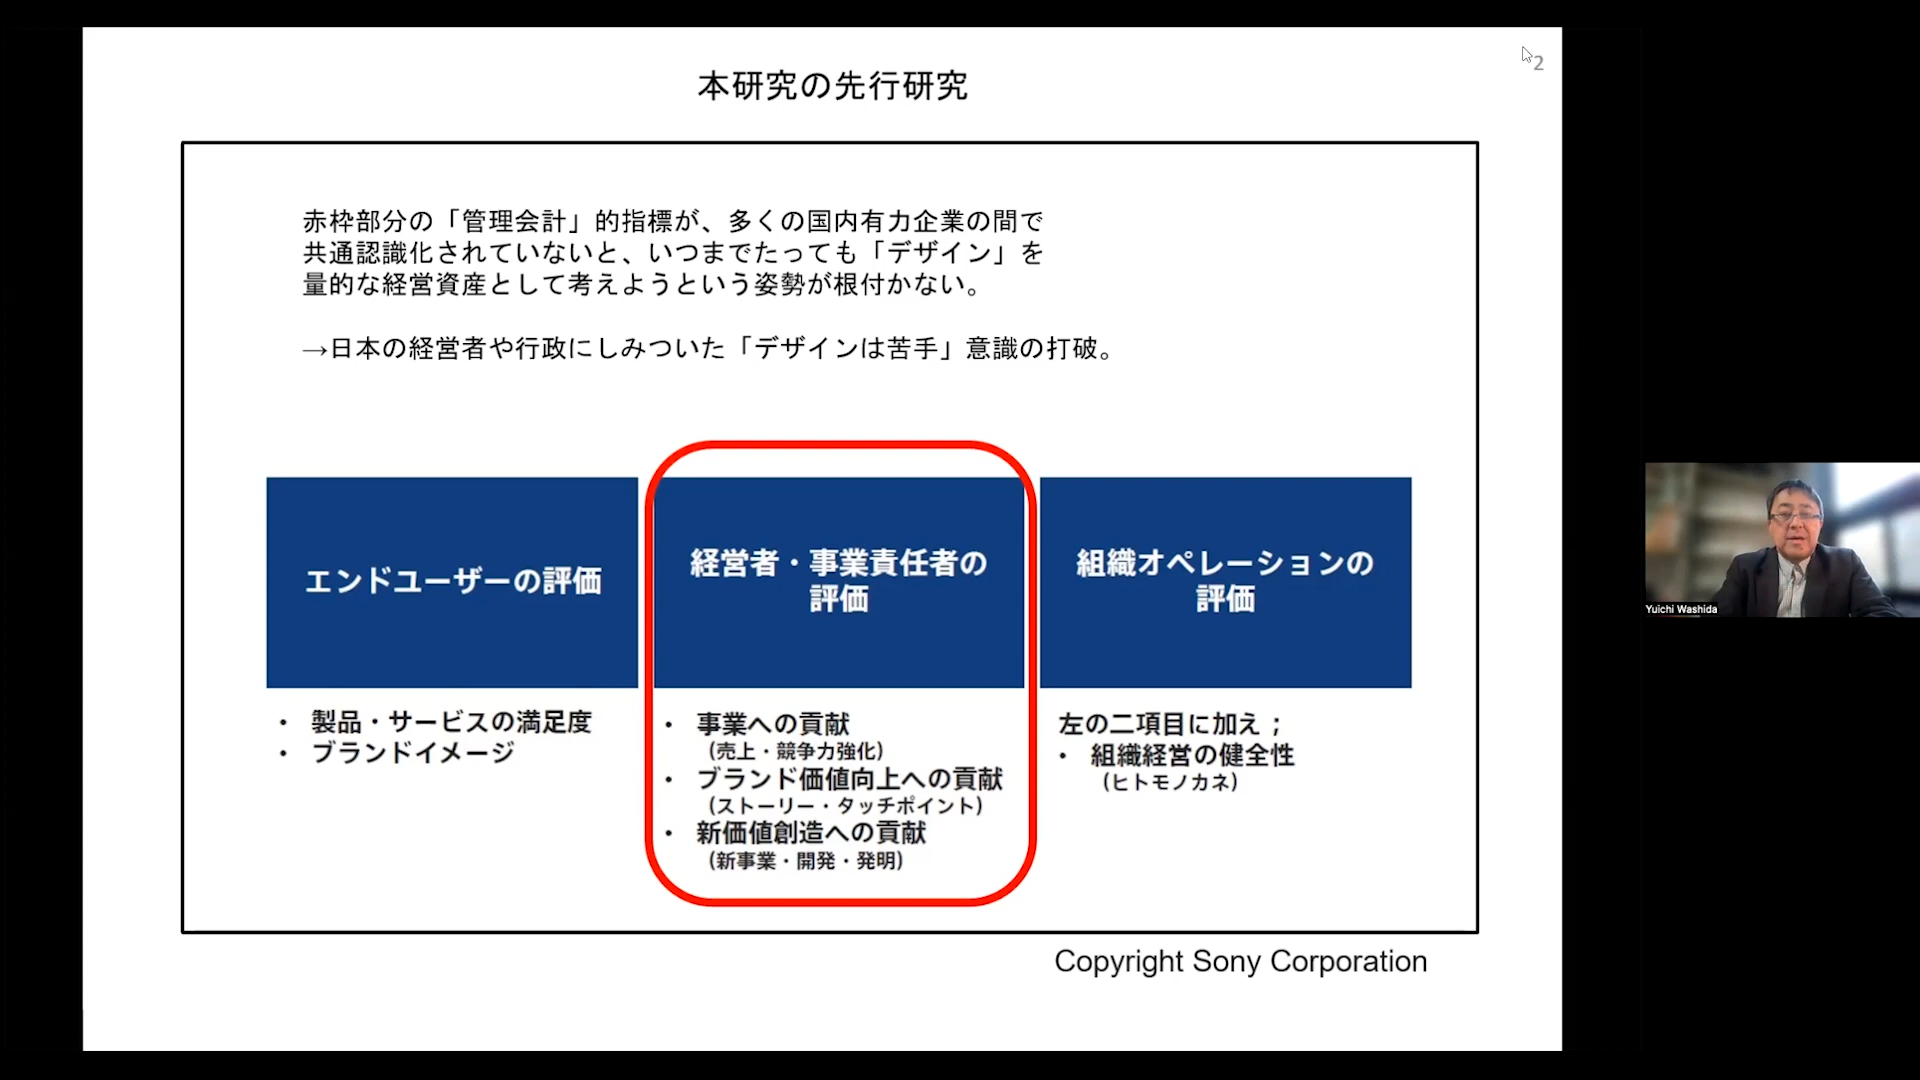 2
本研究の先行研究
赤枠部分の「管理会計」的指標が、多くの国内有力企業の間で
共通認識化されていないと、いつまでたっても「デザイン」を
量的な経営資産として考えようという姿勢が根付かない。
→日本の経営者や行政にしみついた「デザインは苦手」意識の打破。
エンドユーザーの評価
・ 製品・サービスの満足度
・ ブランドイメージ
経営者・事業責任者の
評価
・ 事業への貢献
（売上・競争力強化）
・ ブランド価値向上への貢献
（ストーリー・タッチポイント）
・ 新価値創造への貢献
（新事業・開発・発明）
組織オペレーションの
評価
左の二項目に加え；
・ 組織経営の健全性
（ヒトモノカネ）
Copyright Sony Corporation
Yuichi Washida